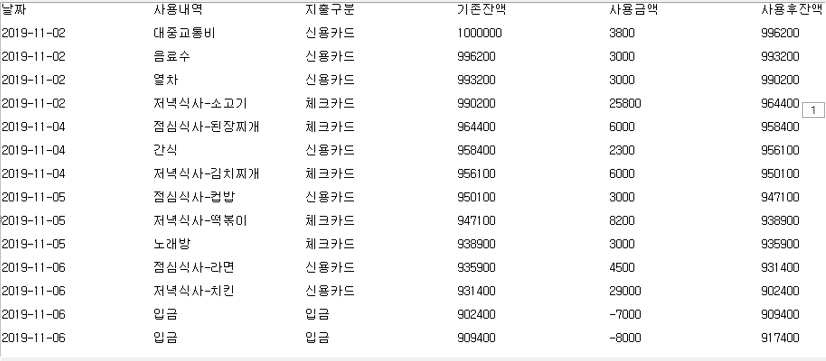 날짜 사용내역 지출구분 기존잔액 사용금액 사용후잔액
2019-11-02 대중교통비 신용카드 1000000 3800 996200
2019-11-02 음료수 신용카드 996200 3000 993200
2019-11-02 열차 신용카드 993200 3000 990200
2019-11-02 저녁식사-소고기 체크카드 990200 25800 964400
1
2019-11-04 점심식사-된장찌개 체크카드 964400 6000 958400
2019-11-04 간식 신용카드 958400 2300 956100
2019-11-04 저녁식사-김치찌개 체크카드 956100 6000 950100
2019-11-05 점심식사-컵밥 신용카드 950100 3000 947100
2019-11-05 저녁식사-떡볶이 체크카드 947100 8200 938900
2019-11-05 노래방 체크카드 938900 3000 935900
2019-11-06 점심식사-라면 신용카드 935900 4500 931400
2019-11-06 저녁식사-치킨 신용카드 931400 29000 902400
2019-11-06 입금 입금 902400 -7000 909400
2019-11-06 입금 입금 909400 -8000 917400